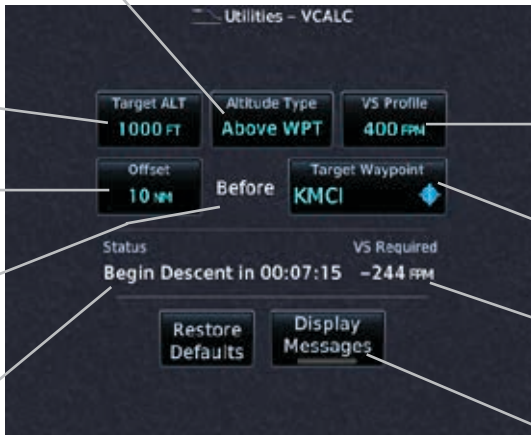 Utilities – VCALC
Target ALT
1000 FT
Altitude Type
Above WPT
VS Profile
400 FPM
Offset
10 NM
Before
Target Waypoint
KMCI
Status
Begin Descent in 00:07:15
VS Required
-244 FPM
Restore
Defaults
Display
Messages